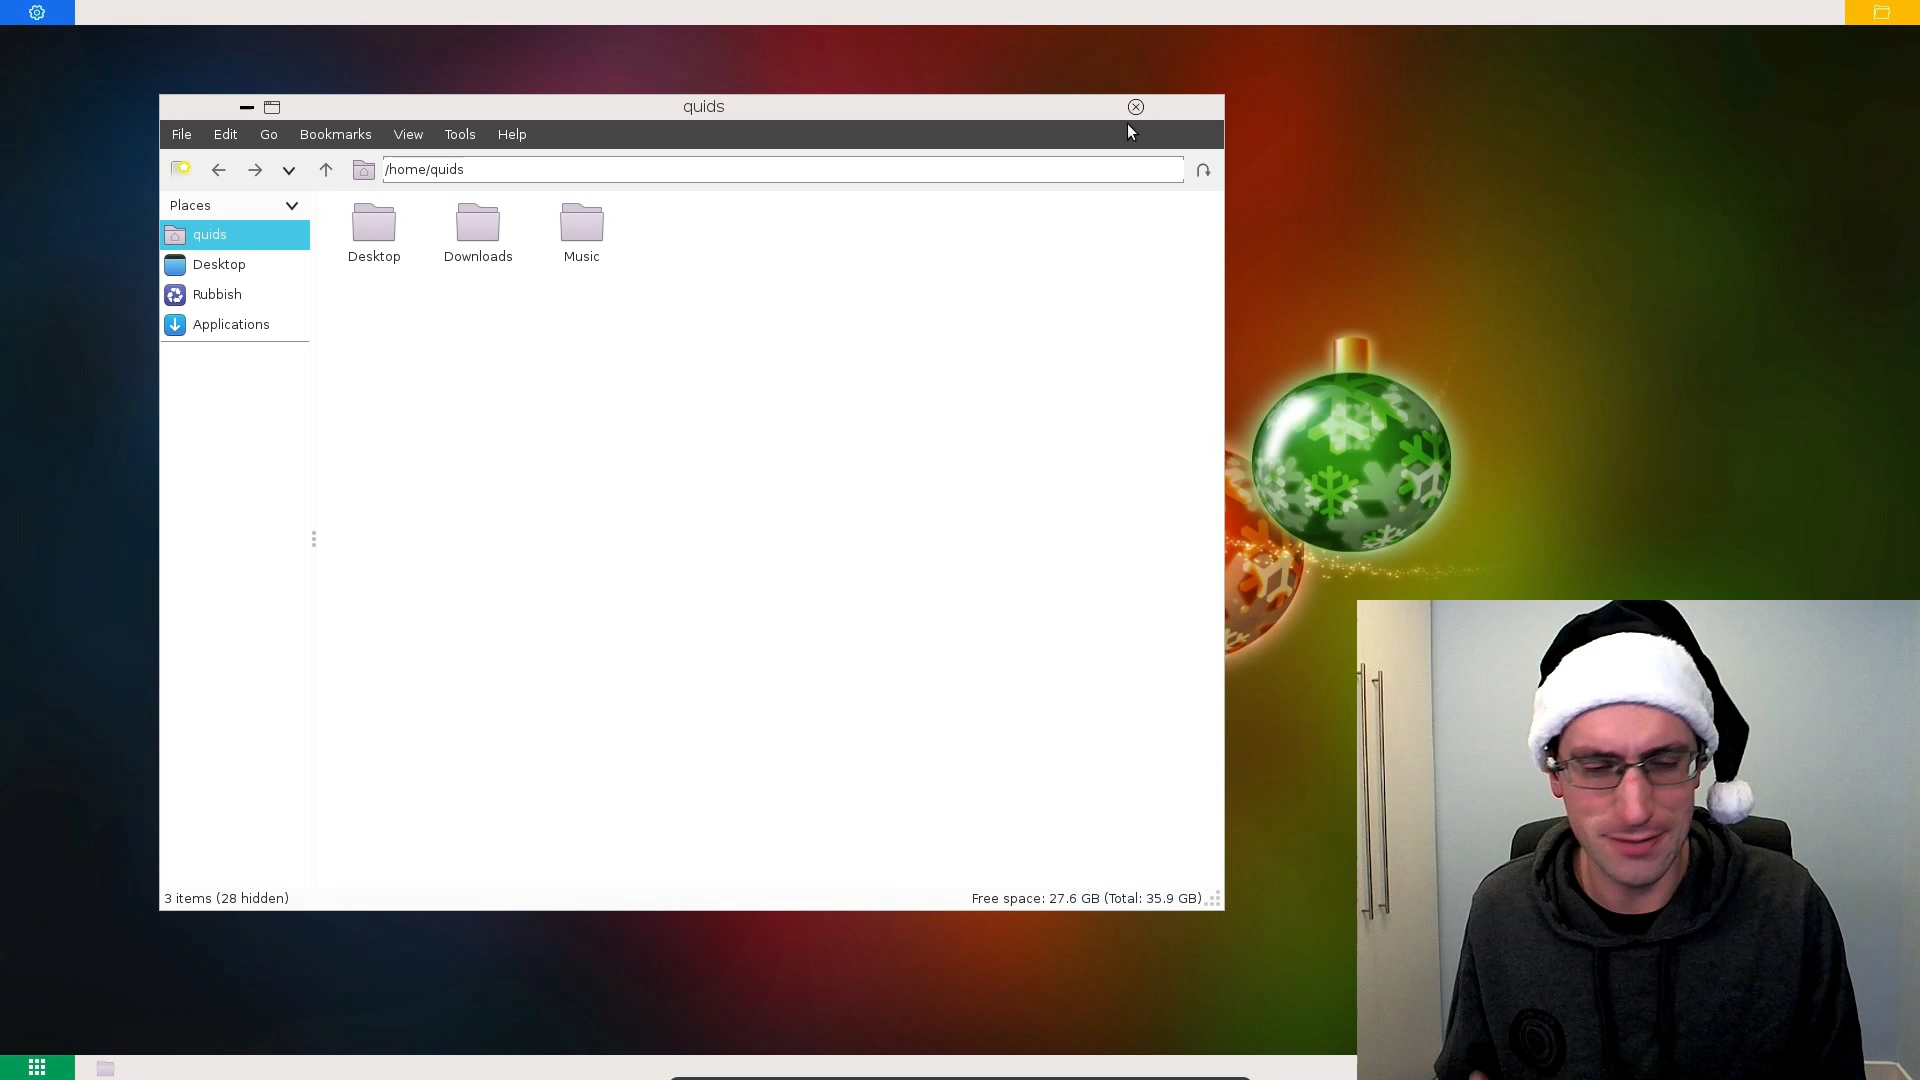 quids
File Edit Go Bookmarks View Tools Help
/home/quids
Places
quids
Desktop
Rubbish
Applications
Desktop Downloads Music
3 items (28 hidden) Free space: 27.6 GB (Total: 35.9 GB)